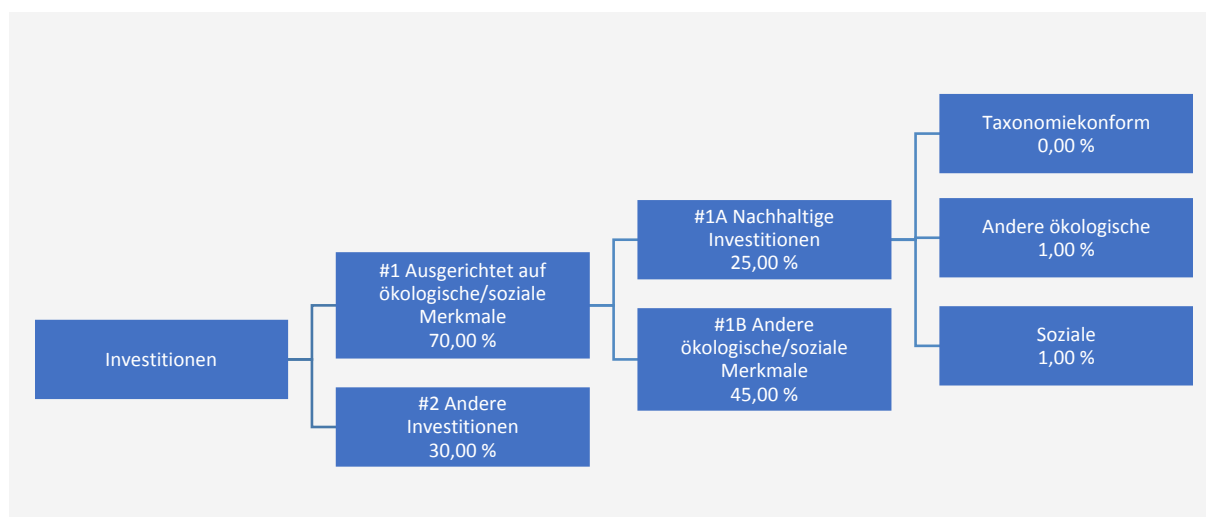 Investitionen
#1 Ausgerichtet auf
ökologische/soziale
Merkmale
70,00 %
#2 Andere
Investitionen
30,00 %
#1A Nachhaltige
Investitionen
25,00 %
#1B Andere
ökologische/soziale
Merkmale
45,00 %
Taxonomiekonform
0,00 %
Andere ökologische
1,00 %
Soziale
1,00 %